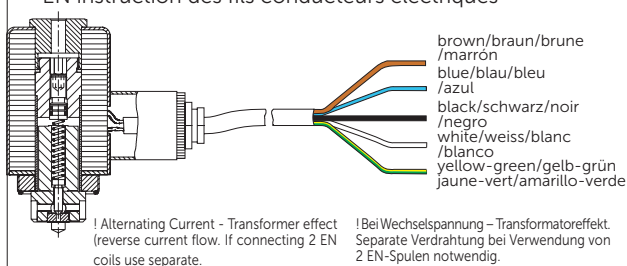 EN instruction des fils conducteurs électriques
brown/braun/brune
/marrón
blue/blau/bleu
/azul
black/schwarz/noir
/negro
white/weiss/blanc
/blanco
yellow-green/gelb-grün
jaune-vert/amarillo-verde
! Alternating Current - Transformer effect
(reverse current flow. If connecting 2 EN
coils use separate.
! Bei Wechselspannung – Transformatoreffekt.
Separate Verdrahtung bei Verwendung von
2 EN-Spulen notwendig.